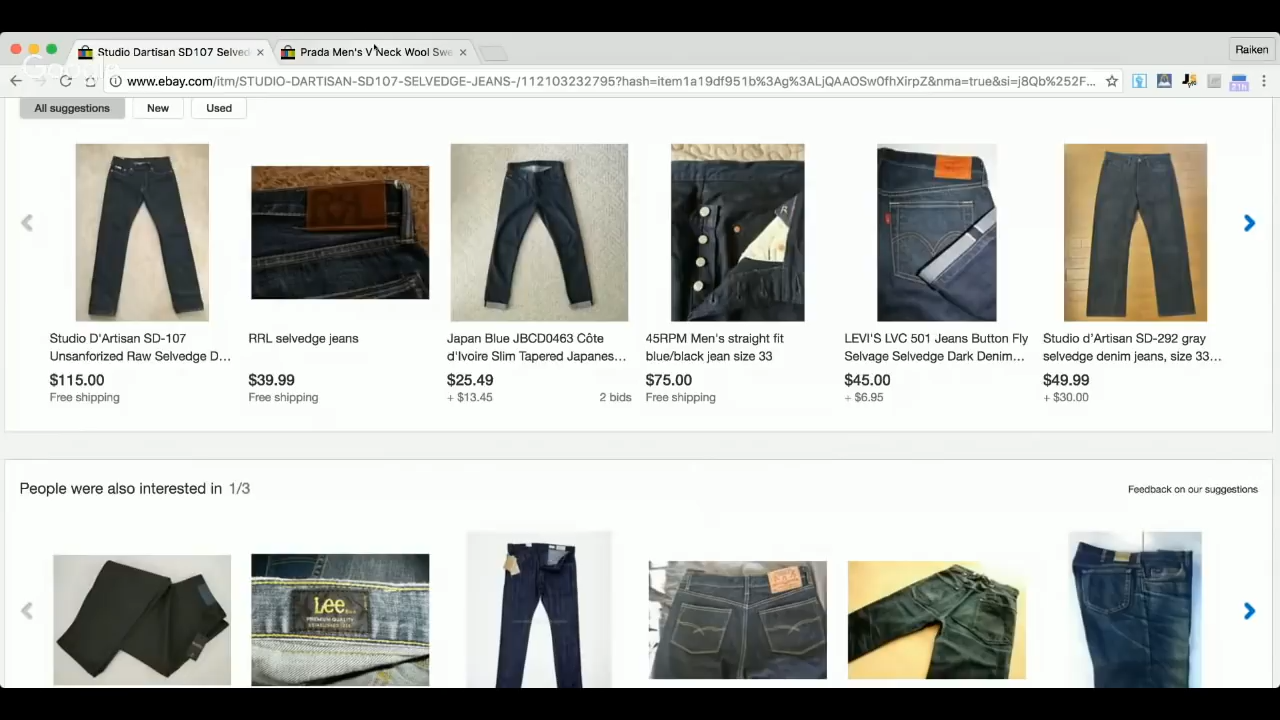 Studio Dartisan SD107 Selved
Prada Men's V Neck Wool Swe
Raiken
Google
www.ebay.com/itm/STUDIO-DARTISAN-SD107-SELVEDGE-JEANS-/112103232795?hash=item1a19df951b%3Ag%3ALjQAAOSw0fhXirpZ&nma=true&si=j8Qb%252F...
21h
All suggestions
New
Used
Studio D'Artisan SD-107
Unsanforized Raw Selvedge D...
$115.00
Free shipping
RRL selvedge jeans
$39.99
Free shipping
Japan Blue JBCD0463 Côte
d'Ivoire Slim Tapered Japanes...
$25.49
+ $13.45
2 bids
45RPM Men's straight fit
blue/black jean size 33
$75.00
Free shipping
LEVI'S LVC 501 Jeans Button Fly
Selvage Selvedge Dark Denim...
$45.00
+ $6.95
Studio d'Artisan SD-292 gray
selvedge denim jeans, size 33...
$49.99
+ $30.00
People were also interested in 1/3
Feedback on our suggestions
Lee
PREMIUM QUALITY